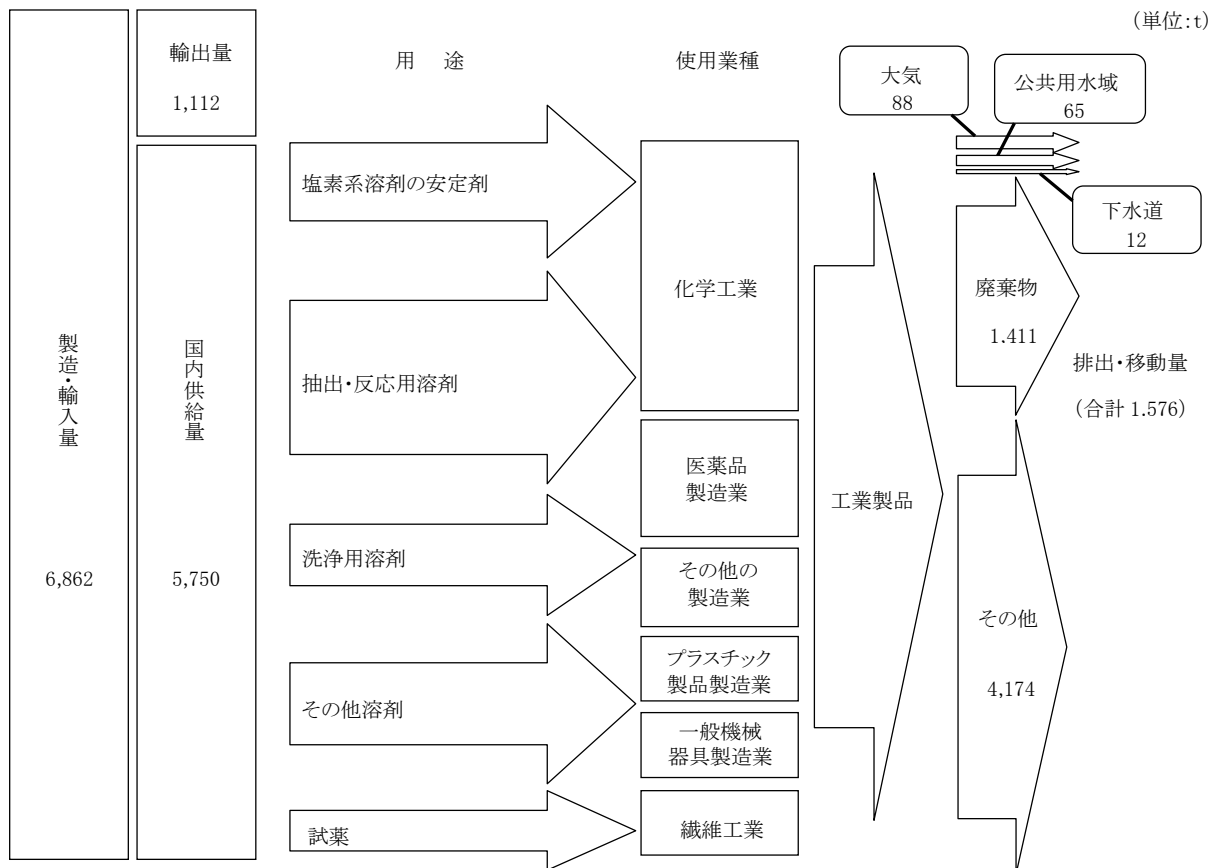 (単位:t)
製造・輸入量
6,862
輸出量
1,112
国内供給量
5,750
用 途
塩素系溶剤の安定剤
抽出・反応用溶剤
洗浄用溶剤
その他溶剤
試薬
使用業種
化学工業
医薬品
製造業
その他の
製造業
プラスチック
製品製造業
一般機械
器具製造業
繊維工業
工業製品
大気
88
公共用水域
65
下水道
12
廃棄物
1.411
排出・移動量
(合計 1.576)
その他
4,174